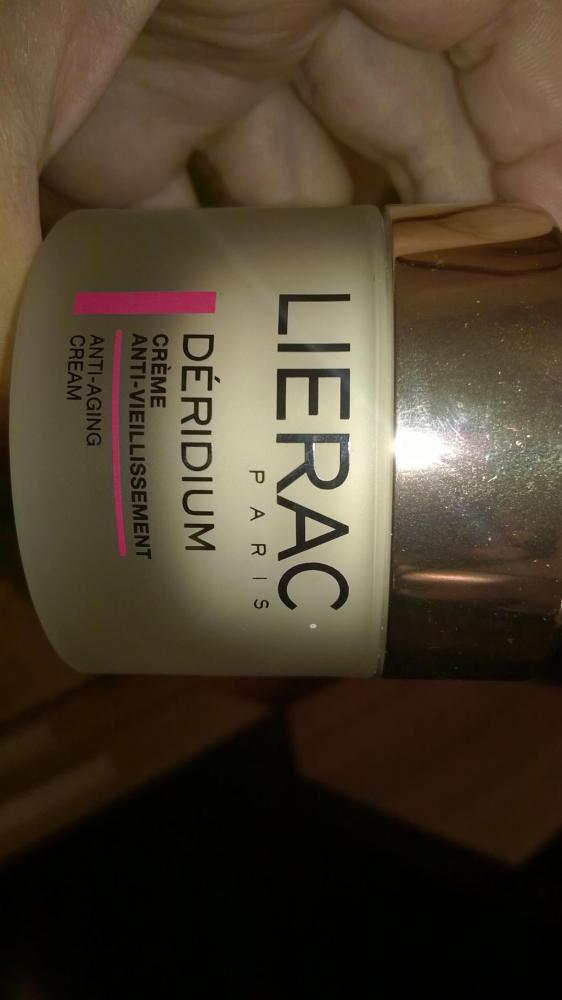 LIERAC
PARIS
DÉRIDIUM
CRÈME
ANTI-VIEILLISSEMENT
ANTI-AGING
CREAM